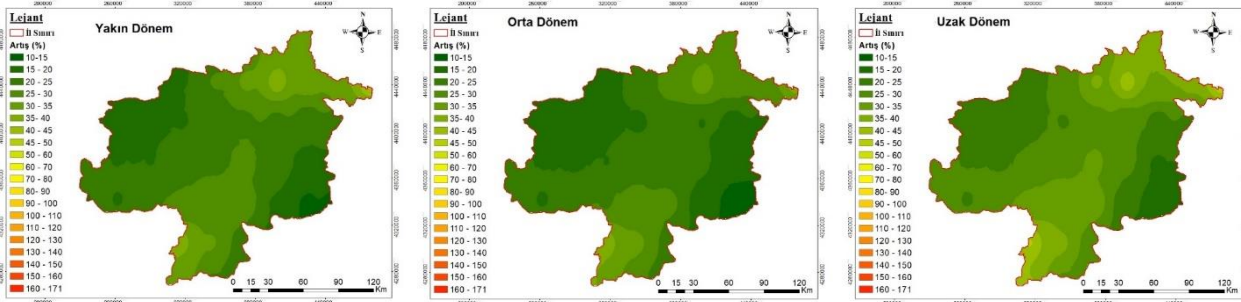 Lejant
Yakın Dönem
N
W E
S
İl Sınırı
Artış (%)
10-15
15 - 20
20 - 25
25 - 30
30 - 35
35- 40
40 - 45
45 - 50
50 - 60
60 - 70
70 - 80
80- 90
90 - 100
100 - 110
110 - 120
120 - 130
130 - 140
140 - 150
150 - 160
160 - 171
0 15 30 60 90 120
Km
Lejant
Orta Dönem
N
W E
S
İl Sınırı
Artış (%)
10-15
15 - 20
20 - 25
25 - 30
30 - 35
35- 40
40 - 45
45 - 50
50 - 60
60 - 70
70 - 80
80- 90
90 - 100
100 - 110
110 - 120
120 - 130
130 - 140
140 - 150
150 - 160
160 - 171
0 15 30 60 90 120
Km
Lejant
Uzak Dönem
N
W E
S
İl Sınırı
Artış (%)
10-15
15 - 20
20 - 25
25 - 30
30 - 35
35- 40
40 - 45
45 - 50
50 - 60
60 - 70
70 - 80
80- 90
90 - 100
100 - 110
110 - 120
120 - 130
130 - 140
140 - 150
150 - 160
160 - 171
0 15 30 60 90 120
Km